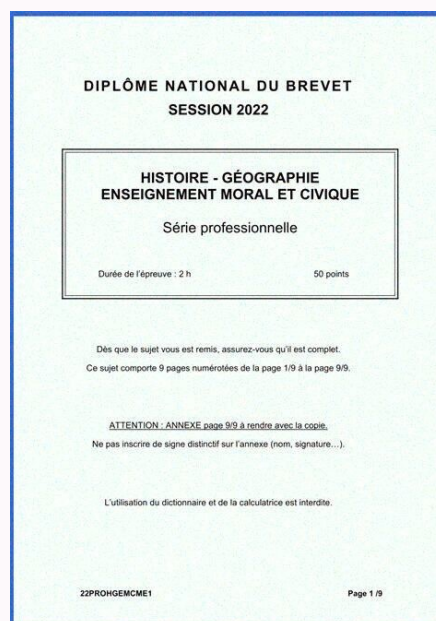 DIPLÔME NATIONAL DU BREVET
SESSION 2022
HISTOIRE - GÉOGRAPHIE
ENSEIGNEMENT MORAL ET CIVIQUE
Série professionnelle
Durée de l'épreuve : 2 h 50 points
Dès que le sujet vous est remis, assurez-vous qu'il est complet.
Ce sujet comporte 9 pages numérotées de la page 1/9 à la page 9/9.
ATTENTION : ANNEXE page 9/9 à rendre avec la copie.
Ne pas inscrire de signe distinctif sur l'annexe (nom, signature…).
L'utilisation du dictionnaire et de la calculatrice est interdite.
22PROHGEMCME1 Page 1 /9